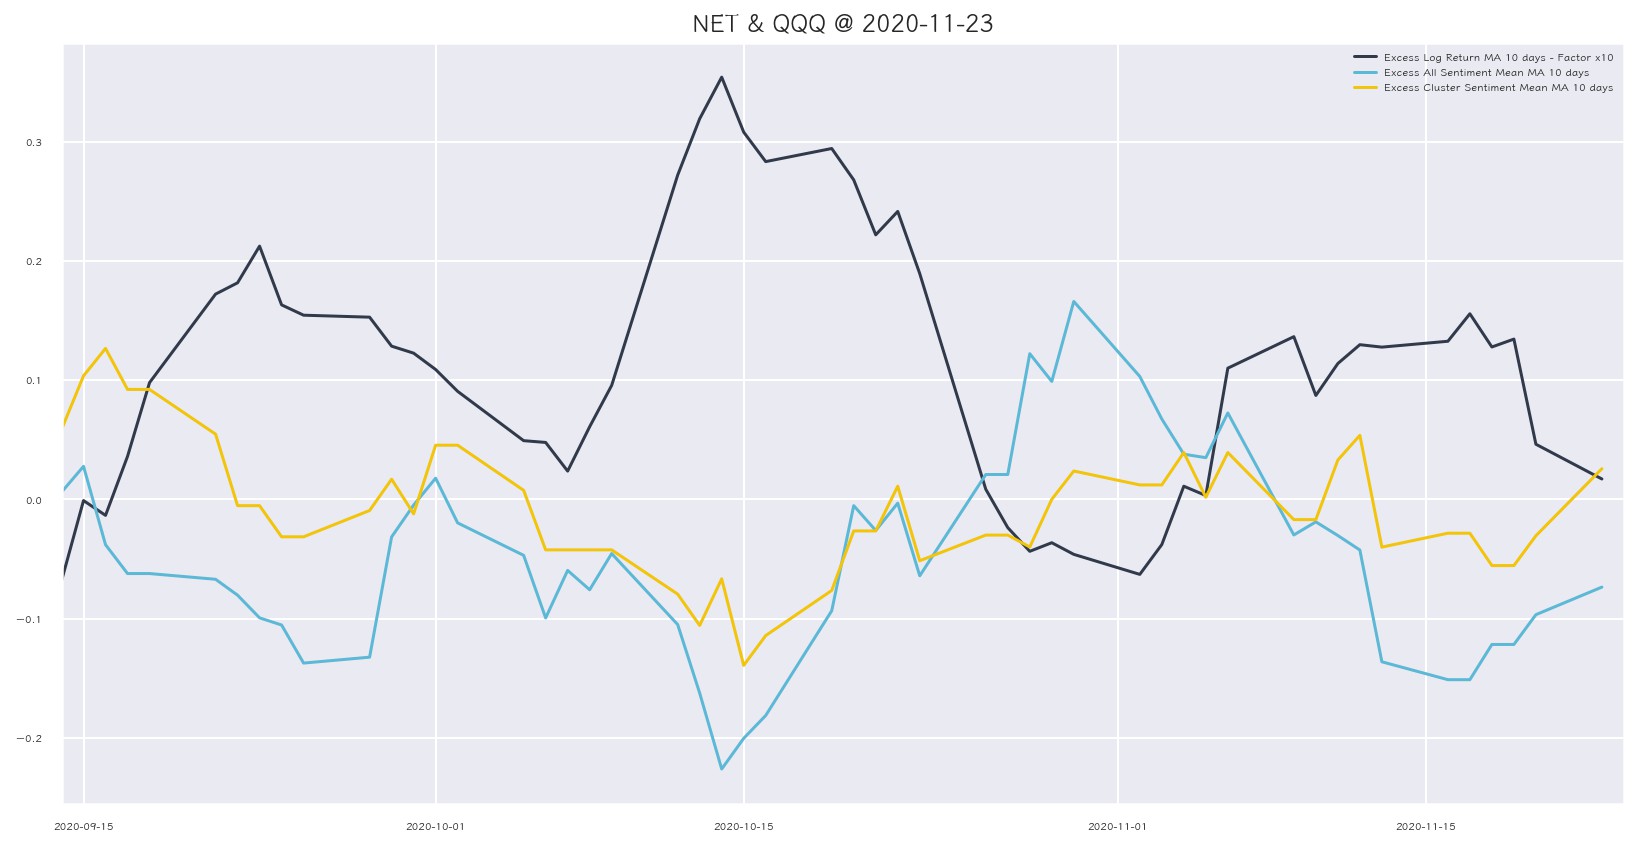 NET & QQQ @ 2020-11-23
Excess Log Return MA 10 days - Factor x10
Excess All Sentiment Mean MA 10 days
Excess Cluster Sentiment Mean MA 10 days
0.3
0.2
0.1
0.0
−0.1
−0.2
2020-09-15
2020-10-01
2020-10-15
2020-11-01
2020-11-15